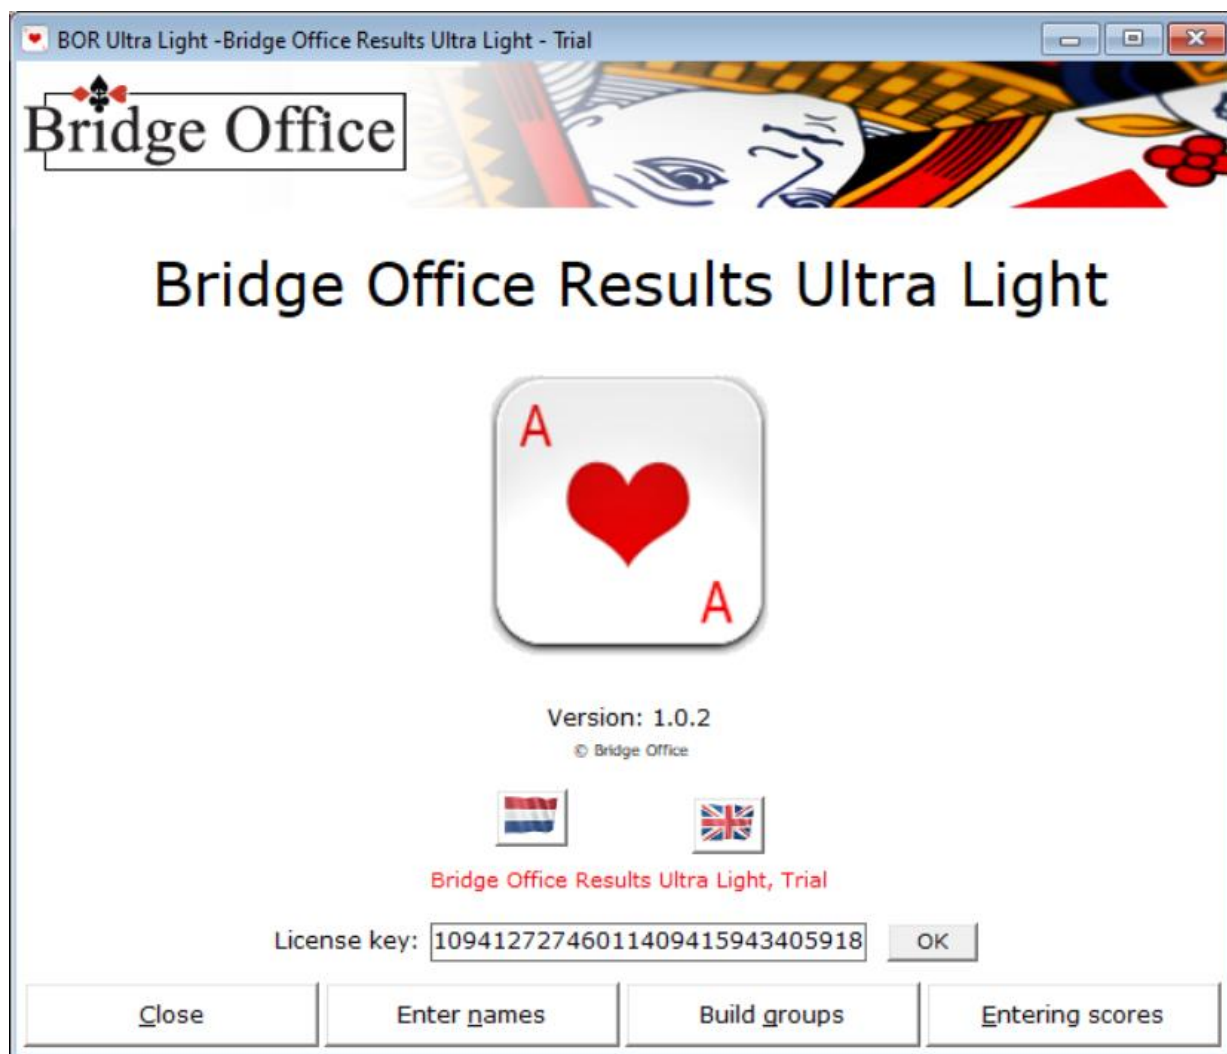 BOR Ultra Light -Bridge Office Results Ultra Light - Trial
Bridge Office
Bridge Office Results Ultra Light
A
A
Version: 1.0.2
© Bridge Office
Bridge Office Results Ultra Light, Trial
License key: 1094127274601140941594340591 8 OK
Close Enter names Build groups Entering scores